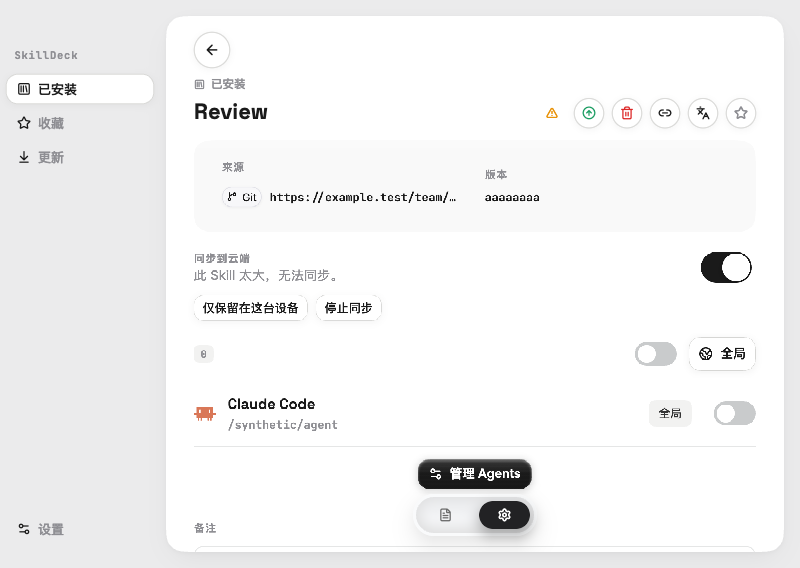 SkillDeck
已安装
收藏
更新
设置
已安装
Review
来源
Git https://example.test/team/…
版本
aaaaaaaa
同步到云端
此 Skill 太大，无法同步。
仅保留在这台设备
停止同步
0
全局
Claude Code
/synthetic/agent
全局
管理 Agents
备注